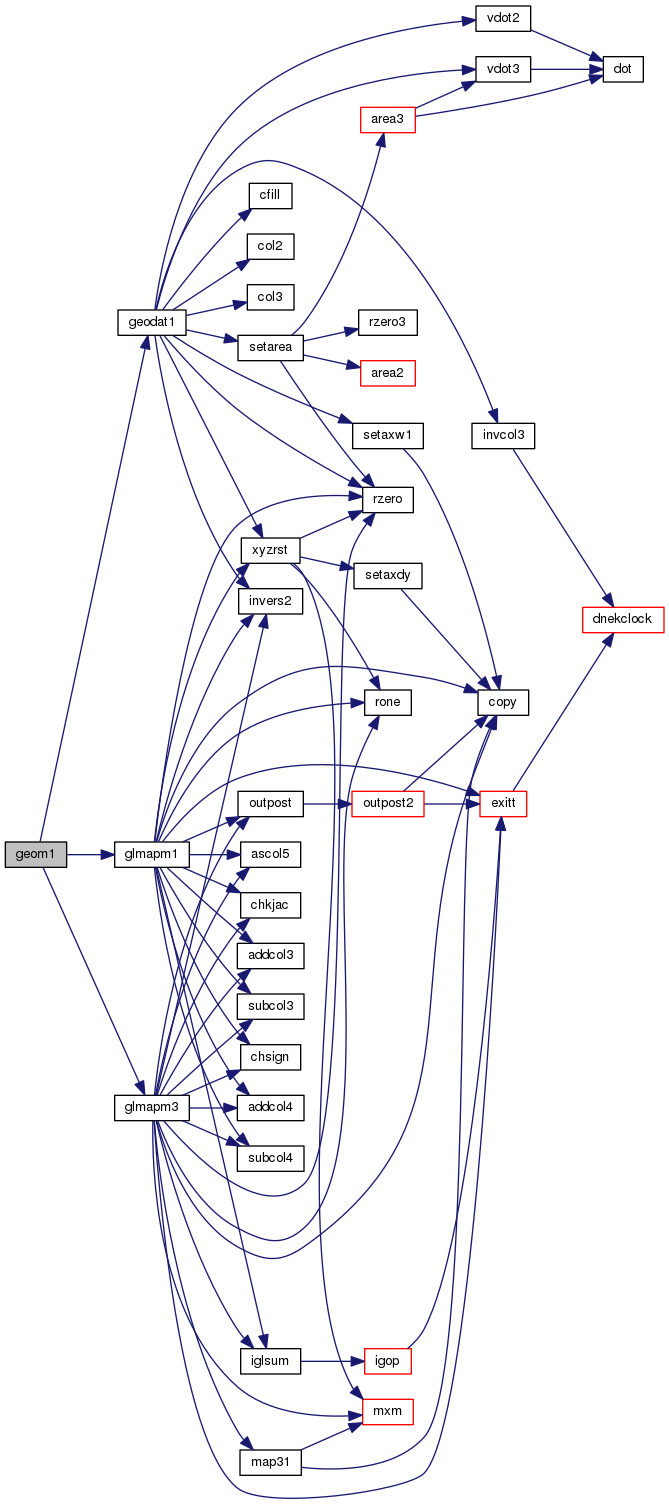 vdot2
vdot3
dot
area3
cfill
col2
col3
geodat1
rzero3
setarea
area2
setaxw1
invcol3
rzero
xyzrst
setaxdy
invers2
dnekclock
rone
copy
outpost
outpost2
exitt
geom1
glmapm1
ascol5
chkjac
addcol3
subcol3
chsign
glmapm3
addcol4
subcol4
iglsum
igop
mxm
map31